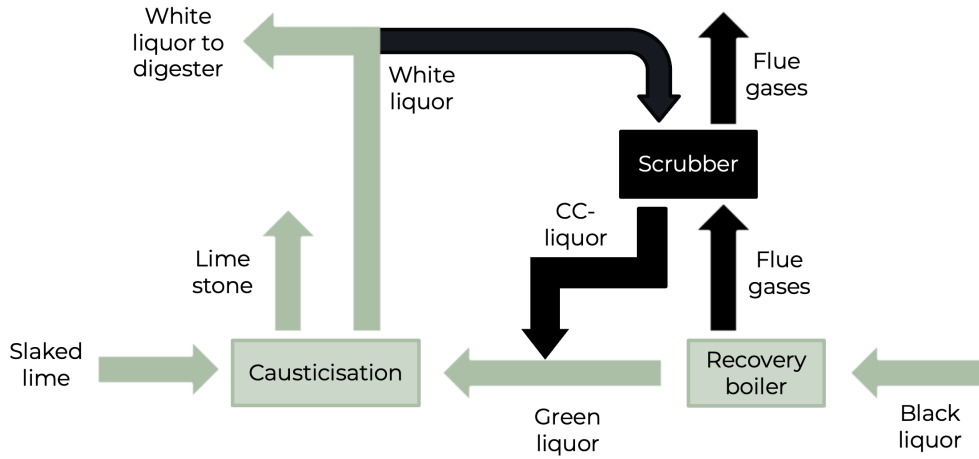 White
liquor to
digester
White
liquor
Flue
gases
Scrubber
CC-
liquor
Lime
stone
Flue
gases
Slaked
lime
Causticisation
Recovery
boiler
Green
liquor
Black
liquor